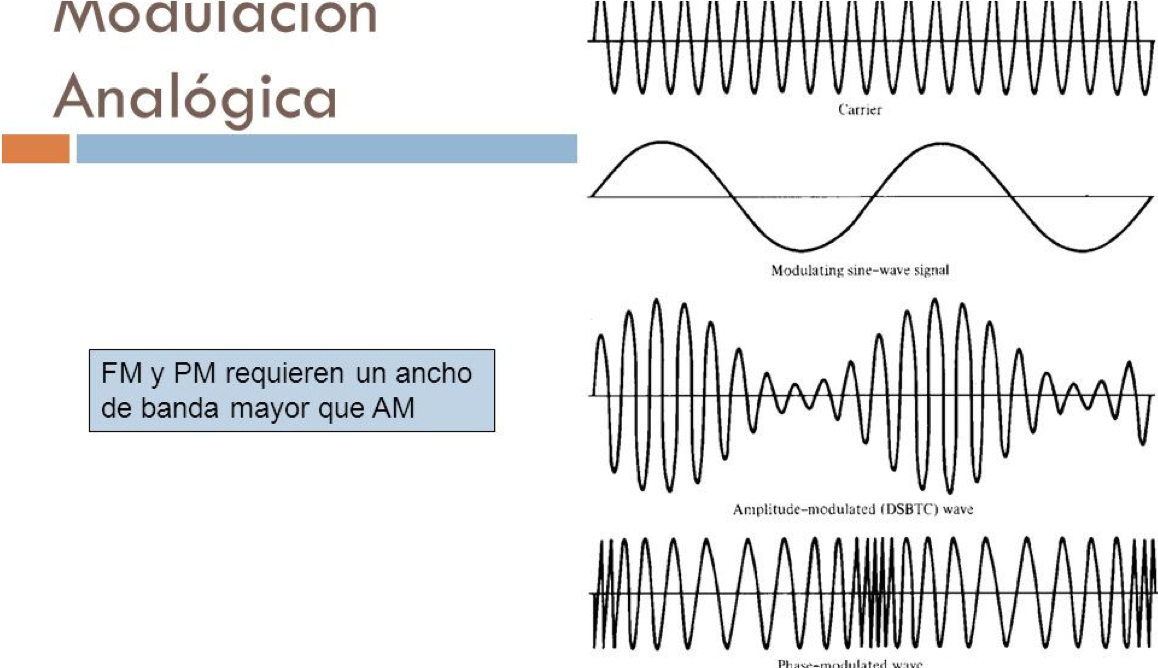 Modulación
Analógica
Carrier
Modulating sine-wave signal
FM y PM requieren un ancho
de banda mayor que AM
Amplitude-modulated (DSBTC) wave
Phase-modulated wave